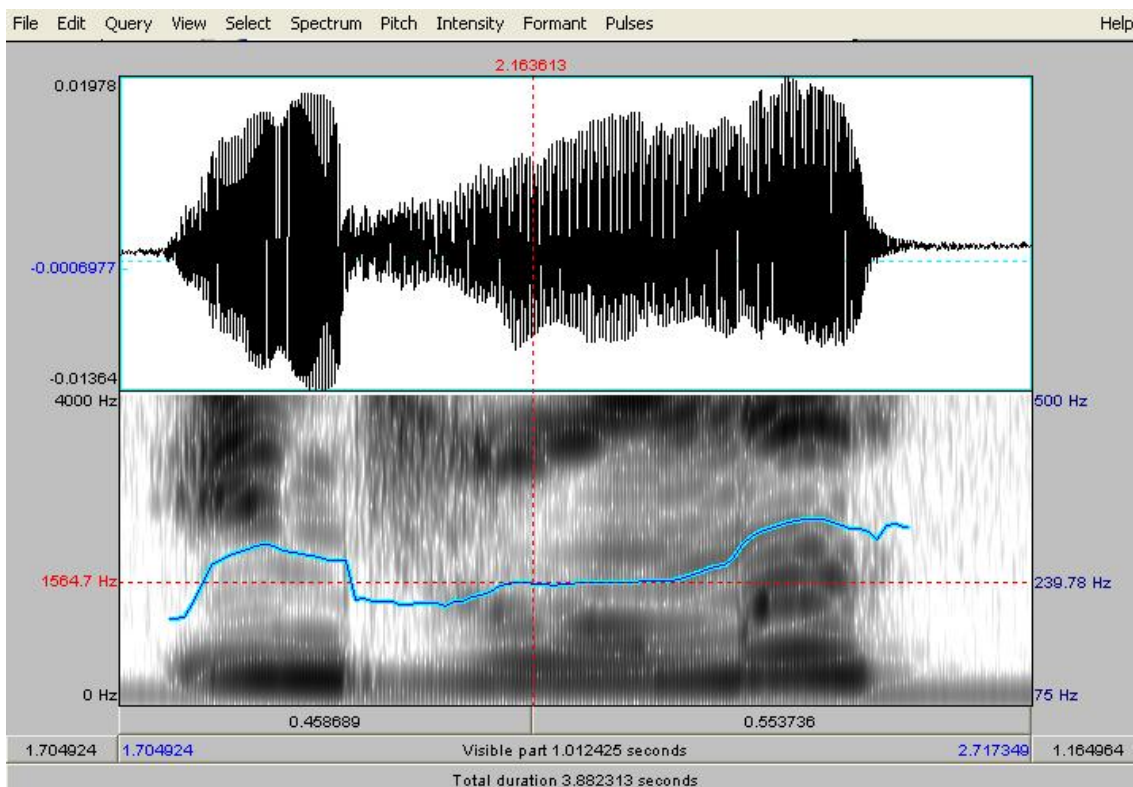 File Edit Query View Select Spectrum Pitch Intensity Formant Pulses Help
2.163613
0.01978
-0.0006977
-0.01364
4000 Hz 500 Hz
1564.7 Hz 239.78 Hz
0 Hz 75 Hz
0.458689 0.553736
1.704924 1.704924 Visible part 1.012425 seconds 2.717349 1.164964
Total duration 3.882313 seconds